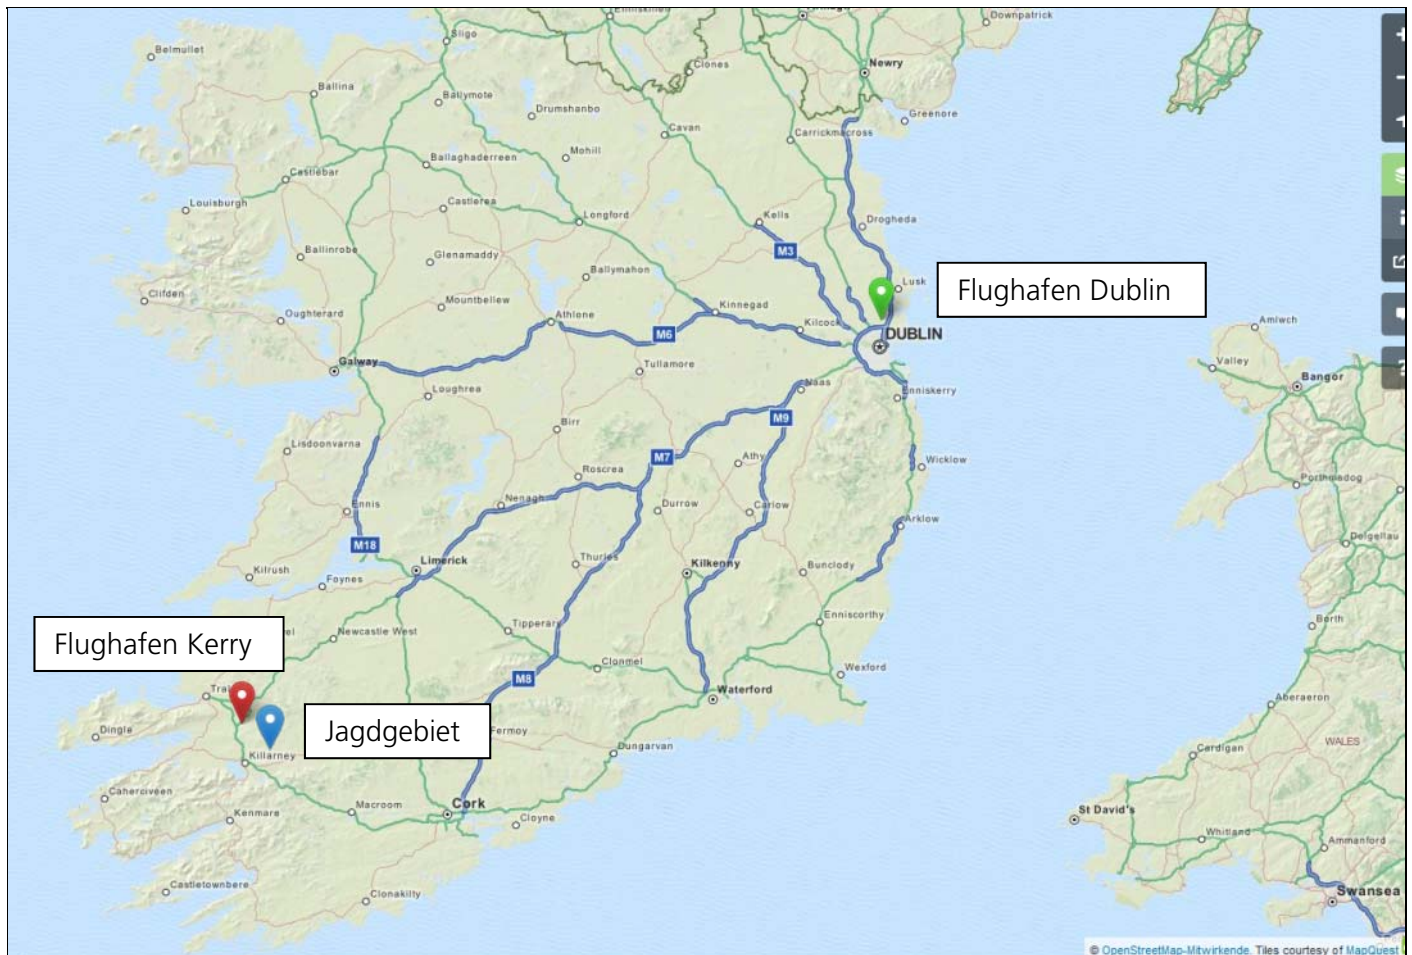 Enniskillen
Downpatrick
Sligo
Belmullet
Clones
Newry
Ballina
Ballymote
Drumshanbo
Greenore
Cavan
Carrickmacross
Mohill
Ballaghaderreen
Castlebar
Louisburgh
Castlerea
Longford
Kells
Drogheda
Ballinrobe
Glenamaddy
M3
Ballymahon
Lusk
Flughafen Dublin
Clifden
Mountbellew
Kinnegad
Oughterard
Athlone
Kilcock
Amlwch
M6
DUBLIN
Galway
Tullamore
Valley
Bangor
Loughrea
Naas
Enniskerry
M9
Birr
Lisdoonvarna
M7
Athy
Wicklow
Roscrea
Porthmadog
Nenagh
Durrow
Carlow
Ennis
Arklow
M18
Dolgellau
Limerick
Thurles
Kilkenny
Bunclody
Kilrush
Foynes
Enniscorthy
Borth
Newcastle West
Tipperary
Flughafen Kerry
Clonmel
Wexford
M8
Waterford
Aberaeron
Dingle
Jagdgebiet
Fermoy
WALES
Killarney
Dungarvan
Cardigan
Caherciveen
Macroom
Cork
Kenmare
Cloyne
St David's
Whitland
Ammanford
Castletownbere
Clonakilty
Swansea
© OpenStreetMap-Mitwirkende. Tiles courtesy of MapQuest